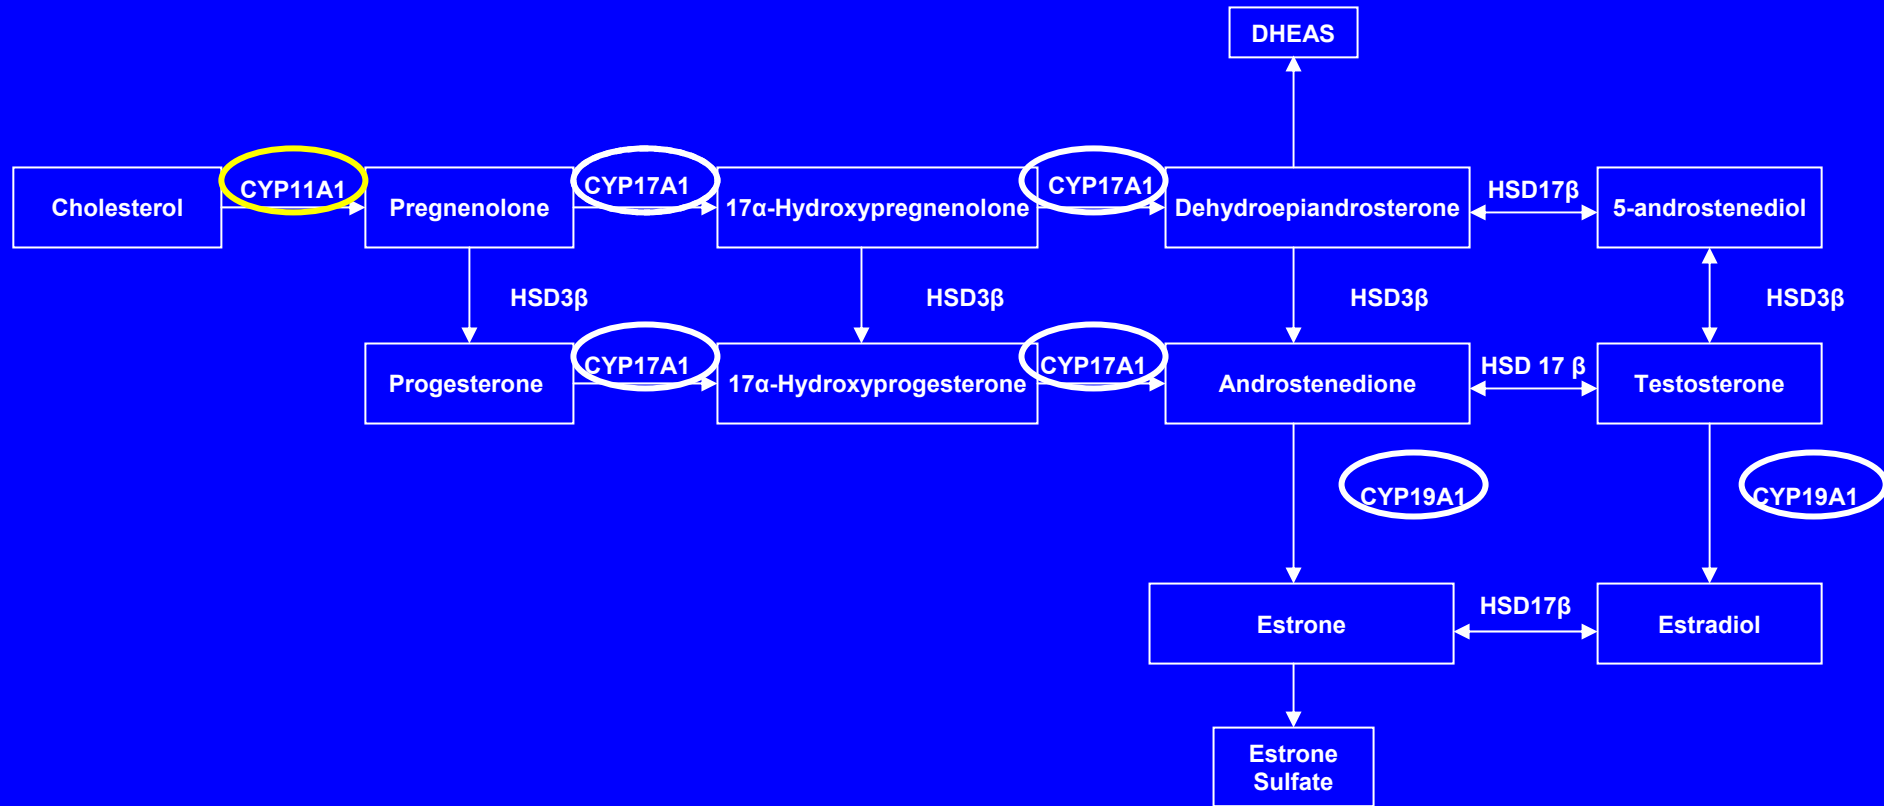 DHEAS
Cholesterol
CYP11A1
Pregnenolone
CYP17A1
17α-Hydroxypregnenolone
CYP17A1
Dehydroepiandrosterone
HSD17β
5-androstenediol
HSD3β
HSD3β
HSD3β
HSD3β
Progesterone
CYP17A1
17α-Hydroxyprogesterone
CYP17A1
Androstenedione
HSD 17 β
Testosterone
CYP19A1
CYP19A1
Estrone
HSD17β
Estradiol
Estrone
Sulfate